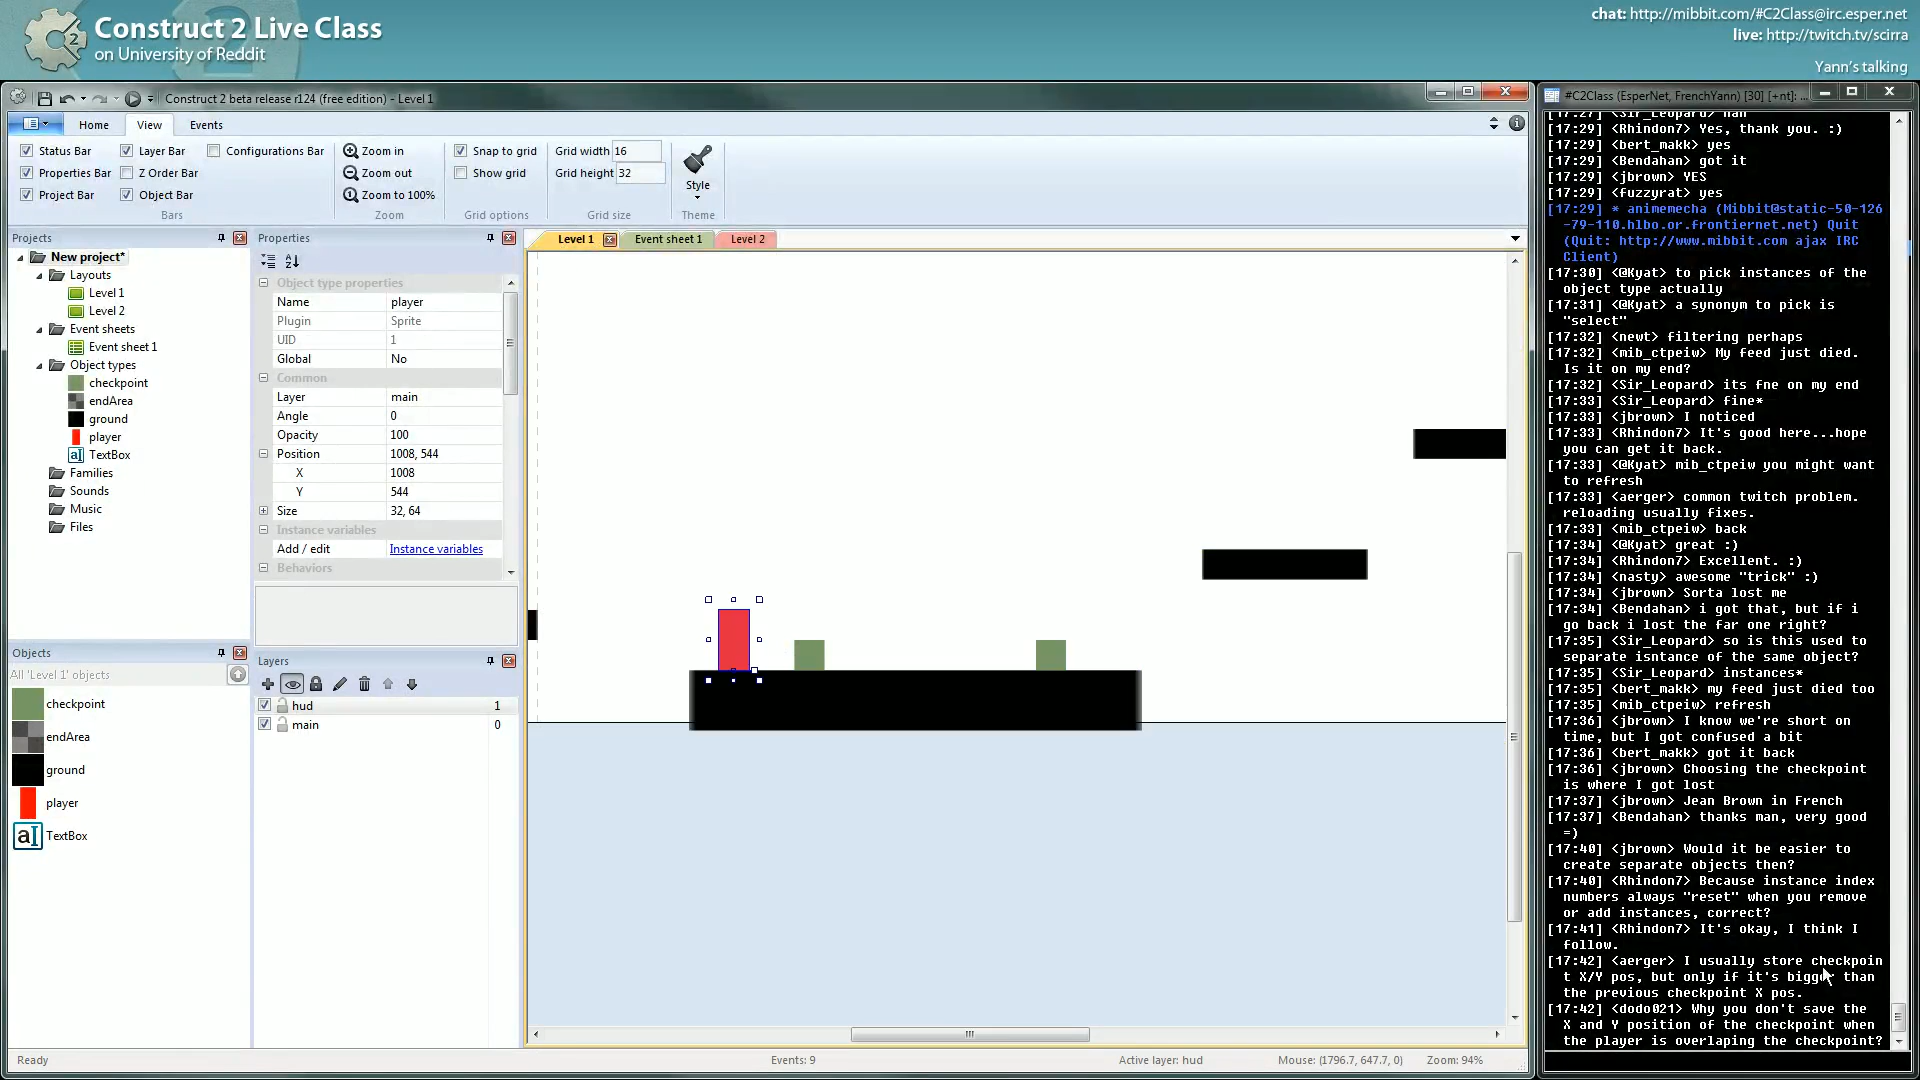 Construct 2 Live Class
on University of Reddit
chat: http://mibbit.com/#C2Class@irc.esper.net
live: http://twitch.tv/scirra
Yann's talking
Construct 2 beta release r124 (free edition) - Level 1
Home View Events
Status Bar Layer Bar Configurations Bar
Properties Bar Z Order Bar
Project Bar Object Bar
Bars
Zoom in
Zoom out
Zoom to 100%
Zoom
Snap to grid
Show grid
Grid options
Grid width 16
Grid height 32
Grid size
Style
Theme
Projects
New project*
Layouts
Level 1
Level 2
Event sheets
Event sheet 1
Object types
checkpoint
endArea
ground
player
TextBox
Families
Sounds
Music
Files
Properties
Object type properties
Name player
Plugin Sprite
UID 1
Global No
Common
Layer main
Angle 0
Opacity 100
Position 1008, 544
X 1008
Y 544
Size 32, 64
Instance variables
Add / edit Instance variables
Behaviors
Level 1 Event sheet 1 Level 2
Objects
All 'Level 1' objects
checkpoint
endArea
ground
player
TextBox
Layers
hud 1
main 0
Ready
Events: 9
Active layer: hud
Mouse: (1796.7, 647.7, 0)
Zoom: 94%
#C2Class (EsperNet, FrenchYann) [30] [+nt]: ...
[17:27] <Sir_Leopard> nah
[17:29] <Rhindon7> Yes, thank you. :)
[17:29] <bert_makk> yes
[17:29] <Bendahan> got it
[17:29] <jbrown> YES
[17:29] <fuzzyrat> yes
[17:29] * animemecha (Mibbit@static-50-126
-79-110.hlbo.or.frontiernet.net) Quit
(Quit: http://www.mibbit.com ajax IRC
Client)
[17:30] <@Kyat> to pick instances of the
object type actually
[17:31] <@Kyat> a synonym to pick is
"select"
[17:32] <newt> filtering perhaps
[17:32] <mib_ctpeiw> My feed just died.
Is it on my end?
[17:32] <Sir_Leopard> its fne on my end
[17:33] <Sir_Leopard> fine*
[17:33] <jbrown> I noticed
[17:33] <Rhindon7> It's good here...hope
you can get it back.
[17:33] <@Kyat> mib_ctpeiw you might want
to refresh
[17:33] <aerger> common twitch problem.
reloading usually fixes.
[17:33] <mib_ctpeiw> back
[17:34] <@Kyat> great :)
[17:34] <Rhindon7> Excellent. :)
[17:34] <nasty> awesome "trick" :)
[17:34] <jbrown> Sorta lost me
[17:34] <Bendahan> i got that, but if i
go back i lost the far one right?
[17:35] <Sir_Leopard> so is this used to
separate isntance of the same object?
[17:35] <Sir_Leopard> instances*
[17:35] <bert_makk> my feed just died too
[17:35] <mib_ctpeiw> refresh
[17:36] <jbrown> I know we're short on
time, but I got confused a bit
[17:36] <bert_makk> got it back
[17:36] <jbrown> Choosing the checkpoint
is where I got lost
[17:37] <jbrown> Jean Brown in French
[17:37] <Bendahan> thanks man, very good
=)
[17:40] <jbrown> Would it be easier to
create separate objects then?
[17:40] <Rhindon7> Because instance index
numbers always "reset" when you remove
or add instances, correct?
[17:41] <Rhindon7> It's okay, I think I
follow.
[17:42] <aerger> I usually store checkpoin
t X/Y pos, but only if it's bigger than
the previous checkpoint X pos.
[17:42] <dodo021> Why you don't save the
X and Y position of the checkpoint when
the player is overlaping the checkpoint?